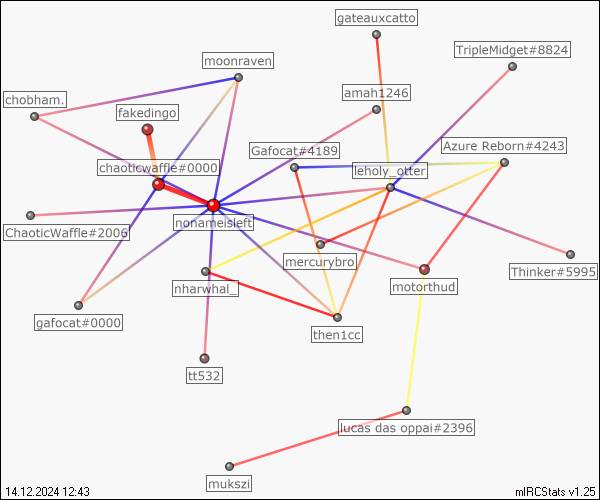 gateauxcatto
TripleMidget#8824
moonraven
chobham.
amah1246
fakedingo
Gafocat#4189
Azure Reborn#4243
chaoticwaffle#0000
leholy_otter
nonameisleft
ChaoticWaffle#2006
mercurybro
Thinker#5995
nharwhal_
motorthud
gafocat#0000
then1cc
tt532
lucas das oppai#2396
mukszi
14.12.2024 12:43
mIRCStats v1.25